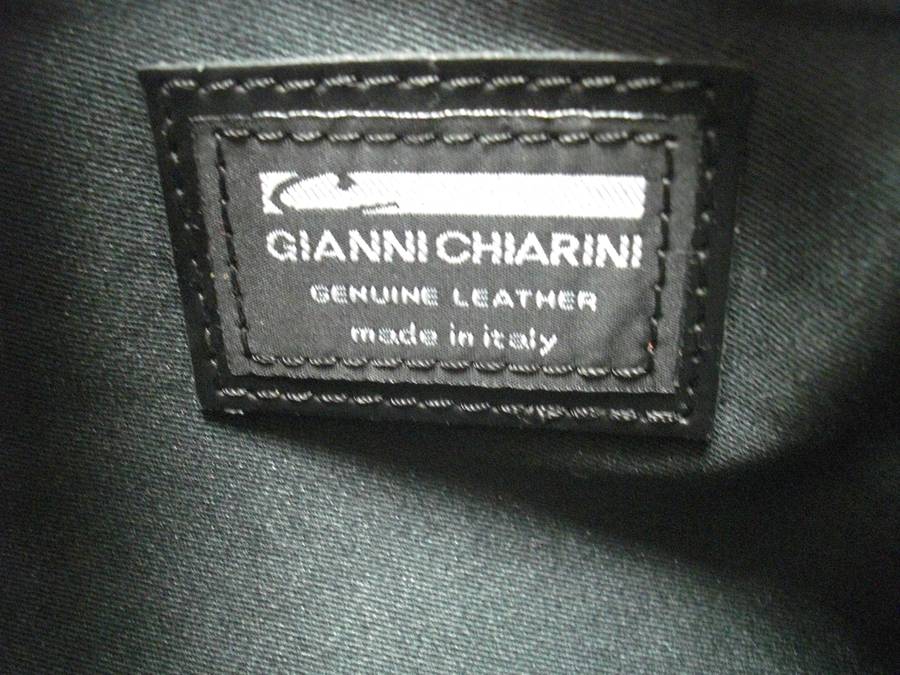 GIANNI CHIARINI
GENUINE LEATHER
made in italy